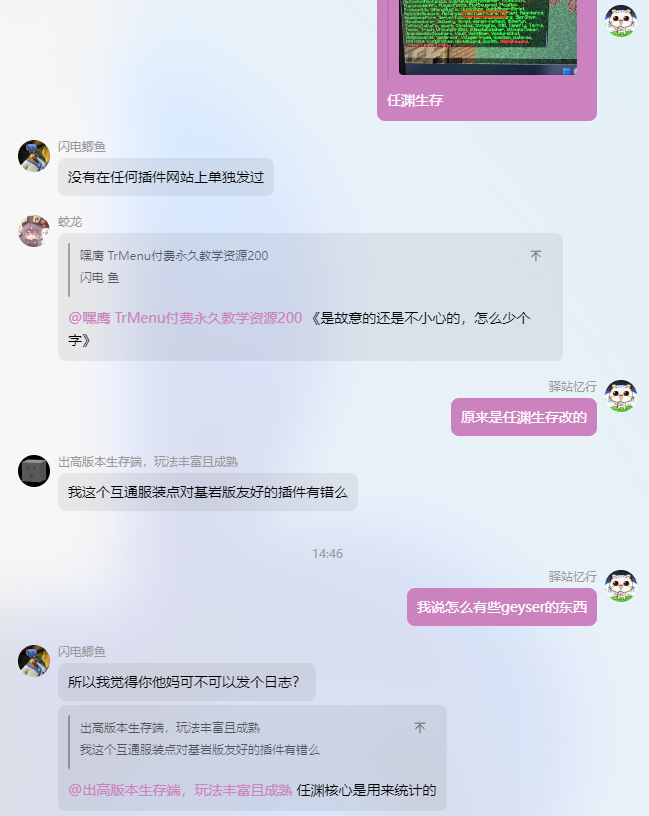 任渊生存
闪电鲫鱼
没有在任何插件网站上单独发过
蛟龙
嘿鹰 TrMenu付费永久教学资源200
闪电 鱼
@嘿鹰 TrMenu付费永久教学资源200 《是故意的还是不小心的，怎么少个
字》
驿站忆行
原来是任渊生存改的
出高版本生存端，玩法丰富且成熟
我这个互通服装点对基岩版友好的插件有错么
14:46
驿站忆行
我说怎么有些geyser的东西
闪电鲫鱼
所以我觉得你他妈可不可以发个日志？
出高版本生存端，玩法丰富且成熟
我这个互通服装点对基岩版友好的插件有错么
@出高版本生存端，玩法丰富且成熟 任渊核心是用来统计的